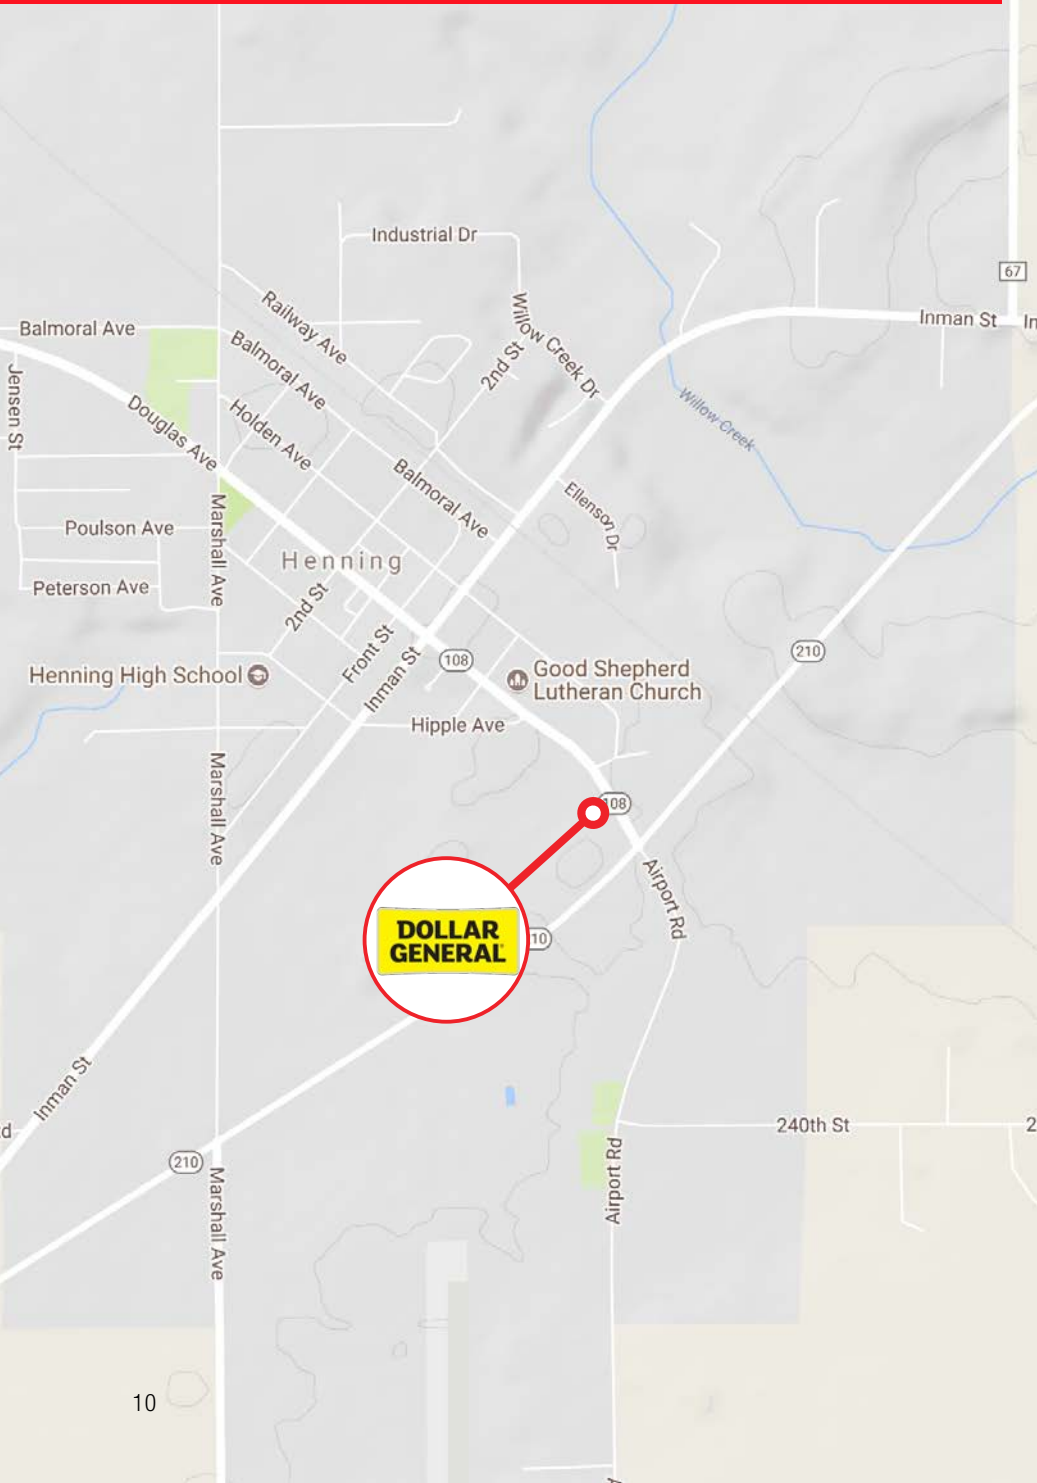 Industrial Dr
67
Railway Ave
Willow Creek Dr
Inman St
In
Balmoral Ave
Balmoral Ave
2nd St
Jensen St
Douglas Ave
Holden Ave
Willow Creek
Balmoral Ave
Ellenson Dr
Marshall Ave
Poulson Ave
Henning
Peterson Ave
2nd St
Front St
210
108
Good Shepherd
Lutheran Church
Henning High School
Inman St
Hipple Ave
Marshall Ave
108
Airport Rd
DOLLAR
GENERAL
10
Inman St
d
240th St
2
210
Airport Rd
Marshall Ave
10